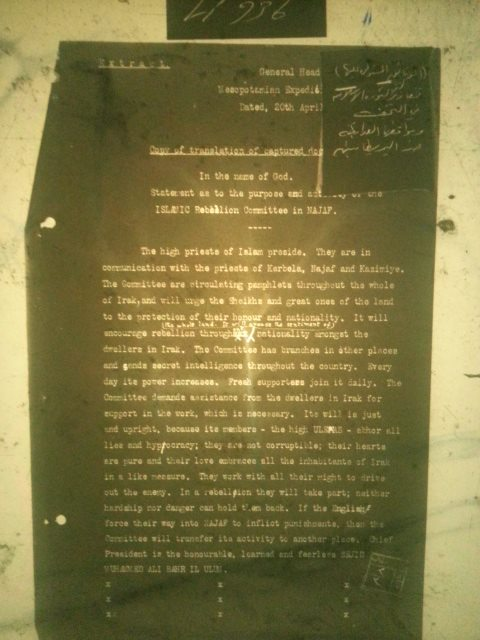 11 936
Extract.
General Head
Mesopotamian Expedi
Dated, 20th April
Copy of translation of captured doc
In the name of God.
Statement as to the purpose and activity of the
ISLAMIC Rebellion Committee in NAJAF.
-----
The high priests of Islam preside. They are in
communication with the priests of Kerbela, Najaf and Kazimiye.
The Committee are circulating pamphlets throughout the whole
of Irak,and will urge the Sheikhs and great ones of the land
to the protection of their honour and nationality. It will
the whole land. It will arouse the sentiment of
encourage rebellion through nationality amongst the
dwellers in Irak. The Committee has branches in other places
and sends secret intelligence throughout the country. Every
day its power increases. Fresh supporters join it daily. The
Committee demands assistance from the dwellers in Irak for
support in the work, which is necessary. Its will is just
and upright, because its members - the high ULEMAS - abhor all
lies and hypocracy; they are not corruptible; their hearts
are pure and their love embraces all the inhabitants of Irak
in a like measure. They work with all their might to drive
out the enemy. In a rebellion they will take part; neither
hardship nor danger can hold them back. If the English
force their way into NAJAF to inflict punishments, then the
Committee will transfer its activity to another place. Chief
President is the honourable, learned and fearless SEJID
MUHAMMED ALI BAHR IL ULUM.
x x x
x x x
x x x